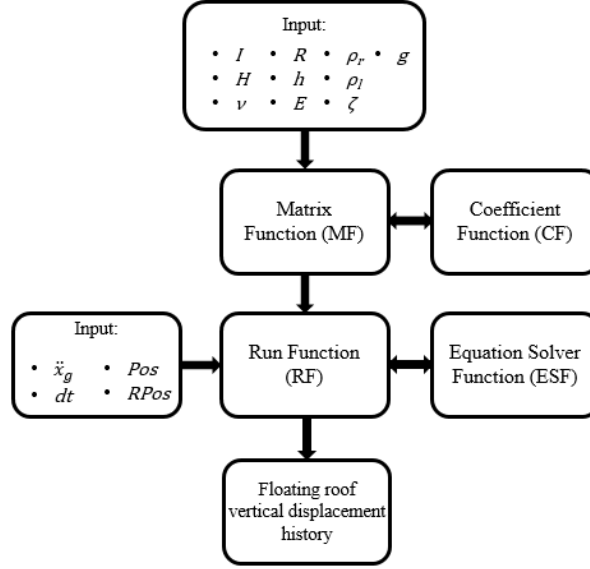 Input:
• I • R • ρᵣ • g
• H • h • ρₗ
• ν • E • ζ
Matrix
Function (MF)
Coefficient
Function (CF)
Input:
• ẍg • Pos
• dt • RPos
Run Function
(RF)
Equation Solver
Function (ESF)
Floating roof
vertical displacement
history